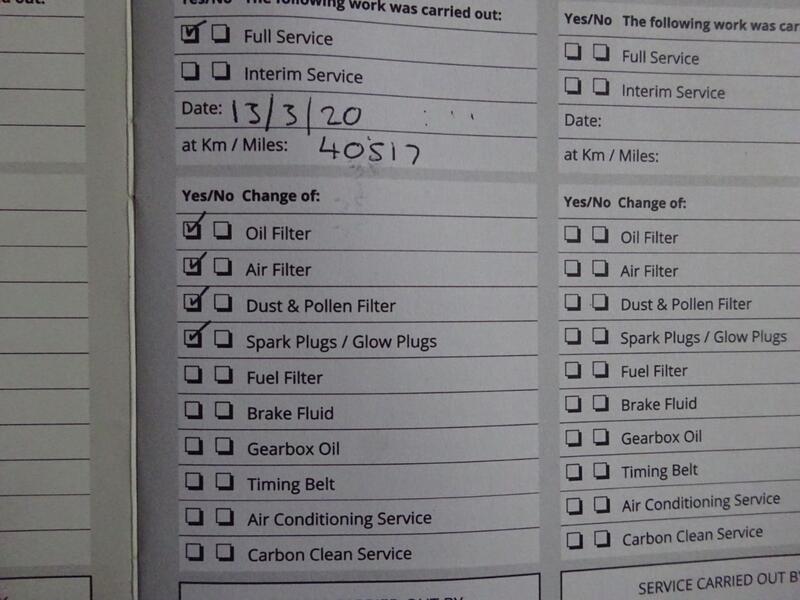 The following work was carried out:
Full Service
Interim Service
Date: 13/3/20
at Km / Miles: 40517
Yes/No Change of:
Oil Filter
Air Filter
Dust & Pollen Filter
Spark Plugs / Glow Plugs
Fuel Filter
Brake Fluid
Gearbox Oil
Timing Belt
Air Conditioning Service
Carbon Clean Service
Yes/No The following work was car
Full Service
Interim Service
Date:
at Km / Miles:
Yes/No Change of:
Oil Filter
Air Filter
Dust & Pollen Filter
Spark Plugs / Glow Plugs
Fuel Filter
Brake Fluid
Gearbox Oil
Timing Belt
Air Conditioning Service
Carbon Clean Service
SERVICE CARRIED OUT B